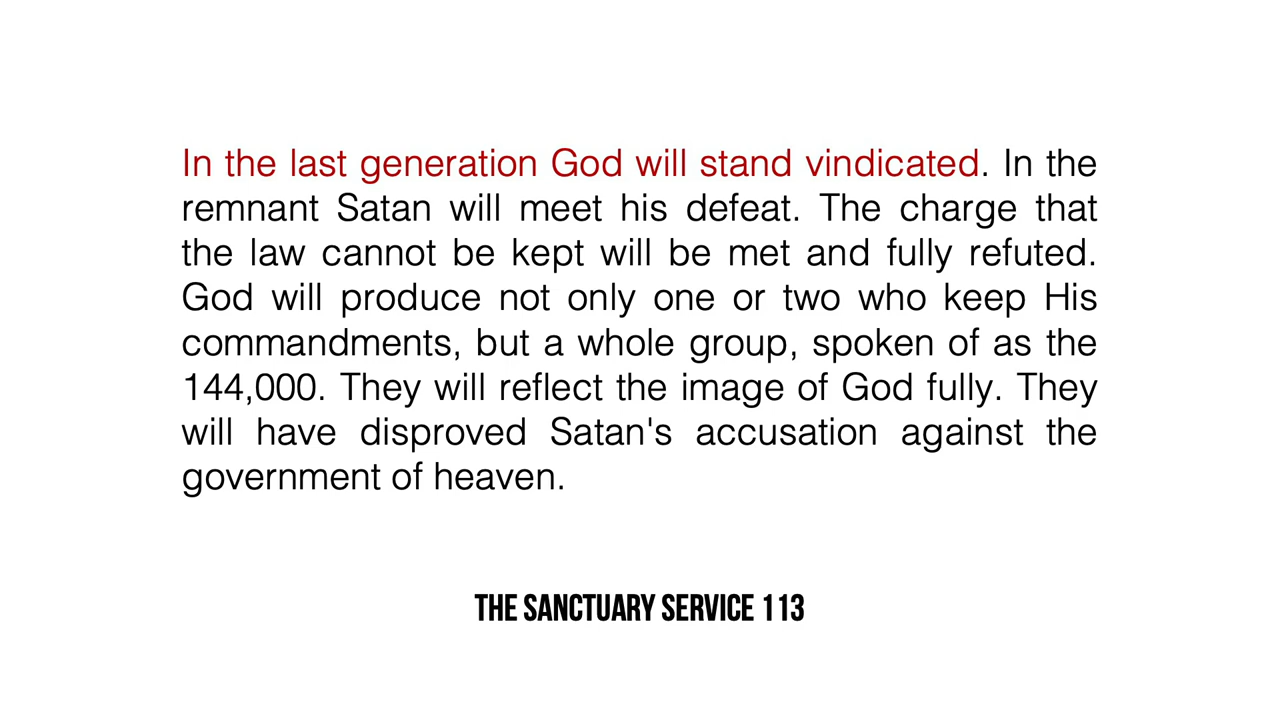 In the last generation God will stand vindicated. In the
remnant Satan will meet his defeat. The charge that
the law cannot be kept will be met and fully refuted.
God will produce not only one or two who keep His
commandments, but a whole group, spoken of as the
144,000. They will reflect the image of God fully. They
will have disproved Satan's accusation against the
government of heaven.
THE SANCTUARY SERVICE 113